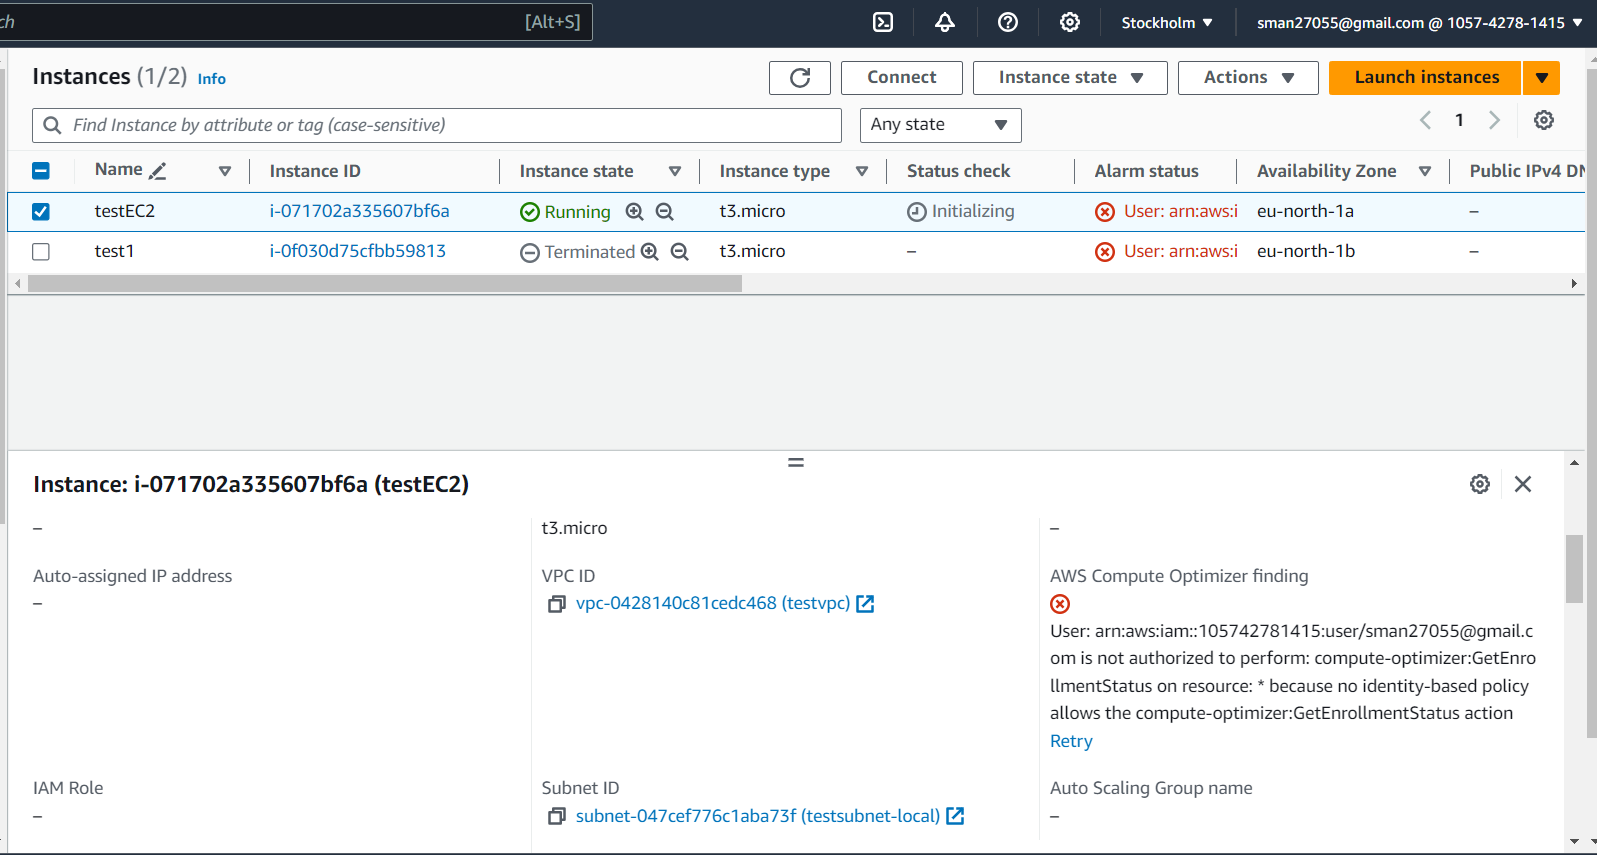 ch [Alt+S] Stockholm ▼ sman27055@gmail.com @ 1057-4278-1415 ▼
Instances (1/2) Info Connect Instance state ▼ Actions ▼ Launch instances ▼
Find Instance by attribute or tag (case-sensitive) Any state ▼ 1
Name Instance ID Instance state Instance type Status check Alarm status Availability Zone Public IPv4 DN
testEC2 i-071702a335607bf6a Running t3.micro Initializing User: arn:aws:i eu-north-1a –
test1 i-0f030d75cfbb59813 Terminated t3.micro – User: arn:aws:i eu-north-1b –
Instance: i-071702a335607bf6a (testEC2)
– t3.micro –
Auto-assigned IP address VPC ID AWS Compute Optimizer finding
– vpc-0428140c81cedc468 (testvpc)
User: arn:aws:iam::105742781415:user/sman27055@gmail.c
om is not authorized to perform: compute-optimizer:GetEnro
llmentStatus on resource: * because no identity-based policy
allows the compute-optimizer:GetEnrollmentStatus action
Retry
IAM Role Subnet ID Auto Scaling Group name
– subnet-047cef776c1aba73f (testsubnet-local) –